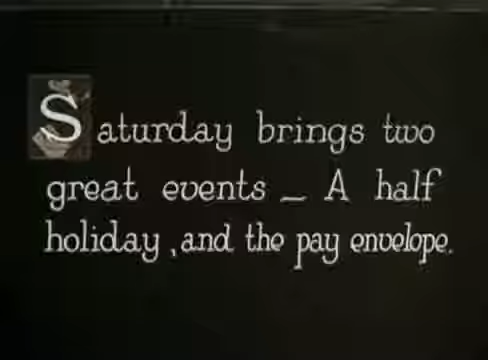 Saturday brings two
great events _ A half
holiday, and the pay envelope.